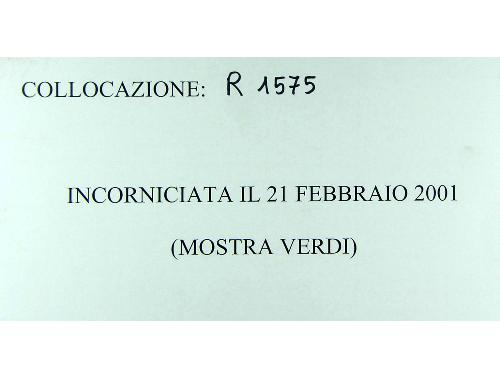 COLLOCAZIONE: R 1575
INCORNICIATA IL 21 FEBBRAIO 2001
(MOSTRA VERDI)